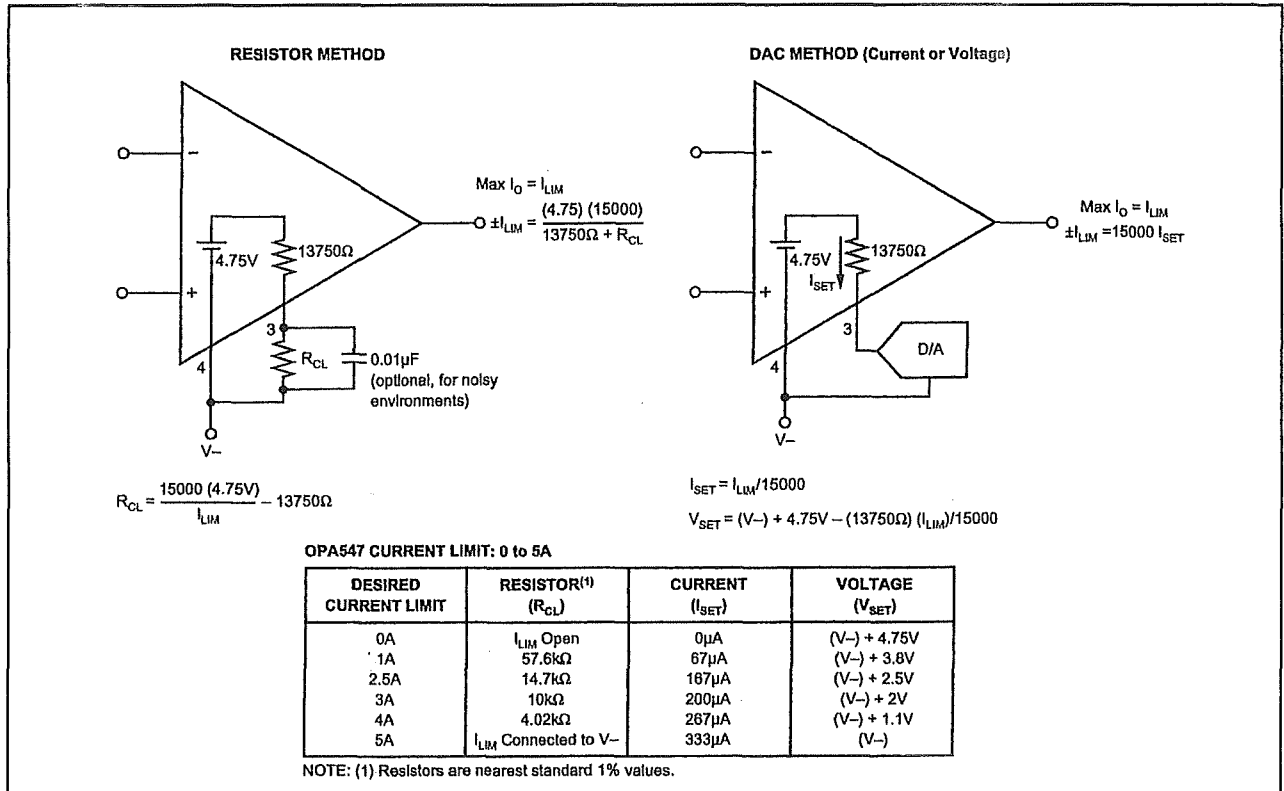 RESISTOR METHOD
Max I_O = I_LIM
±I_LIM = (4.75) (15000) / 13750Ω + R_CL
−
+
4.75V
13750Ω
3
4
R_CL
0.01µF
(optional, for noisy
environments)
V–
R_CL = 15000 (4.75V) / I_LIM – 13750Ω
DAC METHOD (Current or Voltage)
Max I_O = I_LIM
±I_LIM =15000 I_SET
−
+
4.75V
13750Ω
I_SET
3
4
D/A
V–
I_SET = I_LIM/15000
V_SET = (V–) + 4.75V – (13750Ω) (I_LIM)/15000
OPA547 CURRENT LIMIT: 0 to 5A
DESIRED CURRENT LIMIT RESISTOR(1) (R_CL) CURRENT (I_SET) VOLTAGE (V_SET)
0A I_LIM Open 0µA (V–) + 4.75V
1A 57.6kΩ 67µA (V–) + 3.8V
2.5A 14.7kΩ 167µA (V–) + 2.5V
3A 10kΩ 200µA (V–) + 2V
4A 4.02kΩ 267µA (V–) + 1.1V
5A I_LIM Connected to V– 333µA (V–)
NOTE: (1) Resistors are nearest standard 1% values.